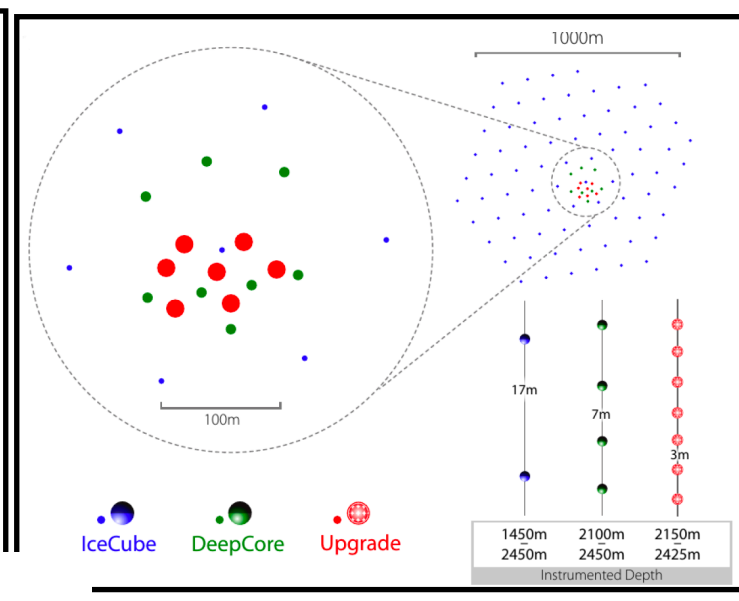 1000m
100m
17m
7m
3m
IceCube DeepCore Upgrade
1450m 2100m 2150m
– – –
2450m 2450m 2425m
Instrumented Depth